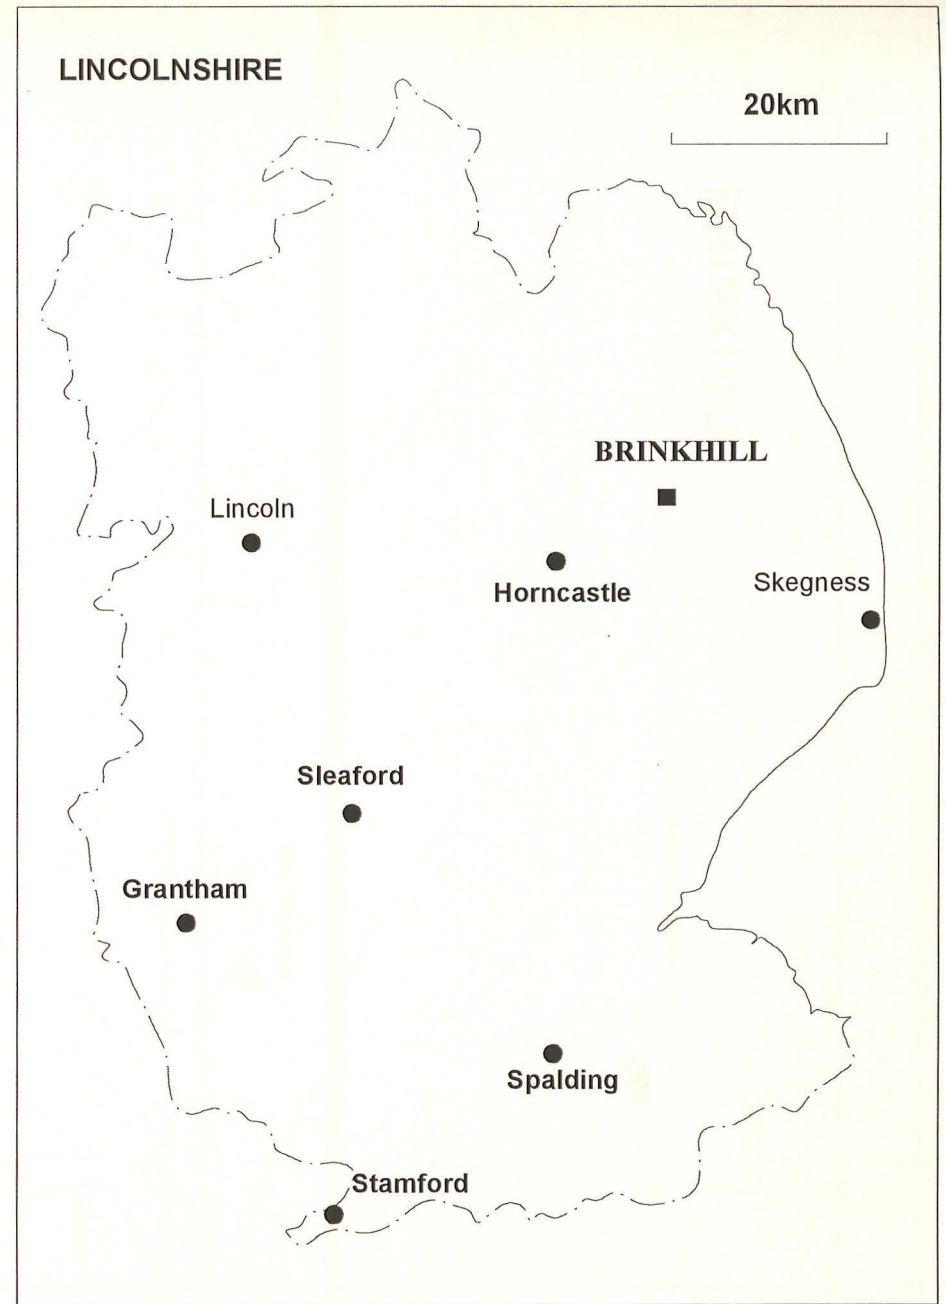 LINCOLNSHIRE
20km
BRINKHILL
Lincoln
Horncastle
Skegness
Sleaford
Grantham
Spalding
Stamford